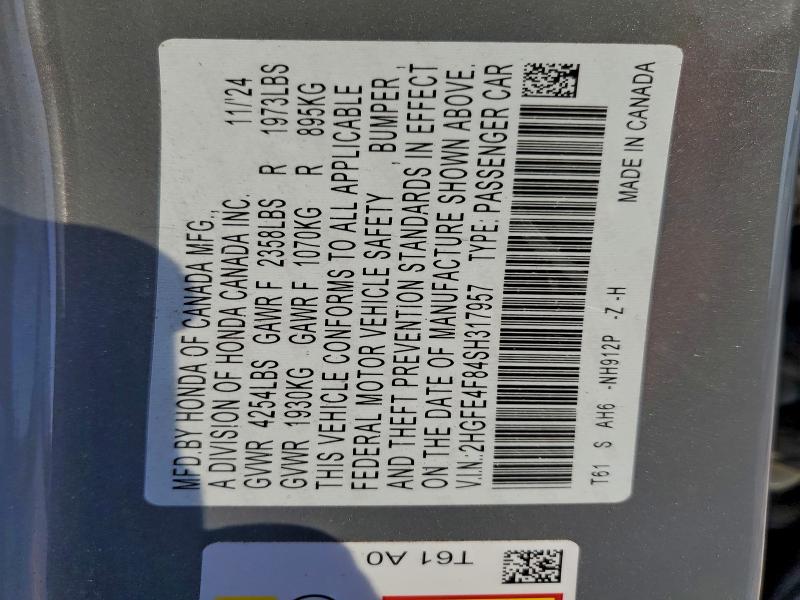 MFD.BY HONDA OF CANADA MFG.,
A DIVISION OF HONDA CANADA INC. 11/'24
GVWR 4254LBS GAWR F 2358LBS R 1973LBS
GVWR 1930KG GAWR F 1070KG R 895KG
THIS VEHICLE CONFORMS TO ALL APPLICABLE
FEDERAL MOTOR VEHICLE SAFETY , BUMPER ,
AND THEFT PREVENTION STANDARDS IN EFFECT
ON THE DATE OF MANUFACTURE SHOWN ABOVE.
V.I.N.:2HGFE4F84SH317957 TYPE: PASSENGER CAR
T61 S AH6 -NH912P -Z -H
MADE IN CANADA
T61 A0